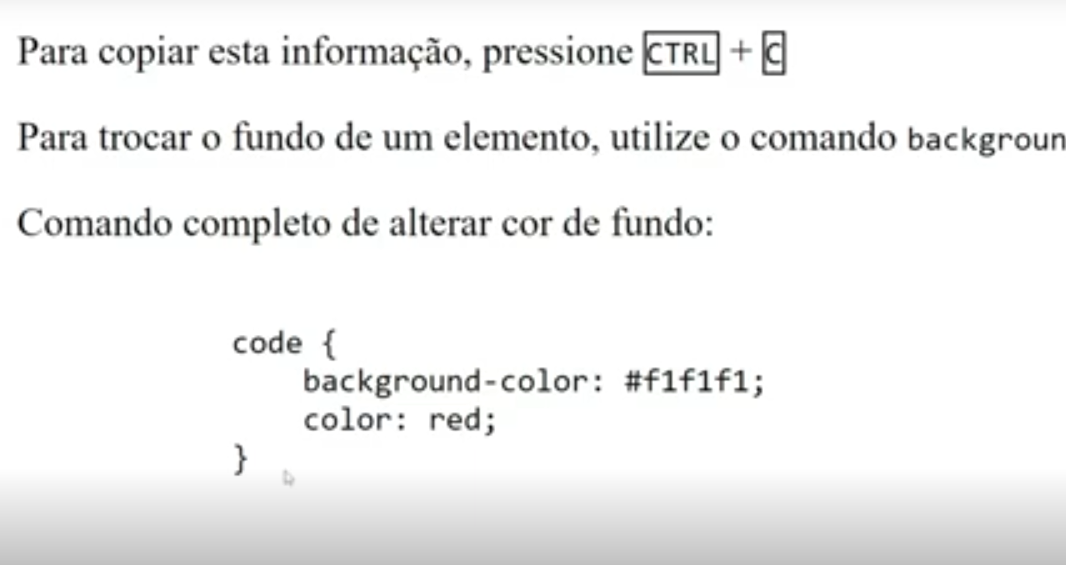 Para copiar esta informação, pressione CTRL + C
Para trocar o fundo de um elemento, utilize o comando backgroun
Comando completo de alterar cor de fundo:
code {
background-color: #f1f1f1;
color: red;
}